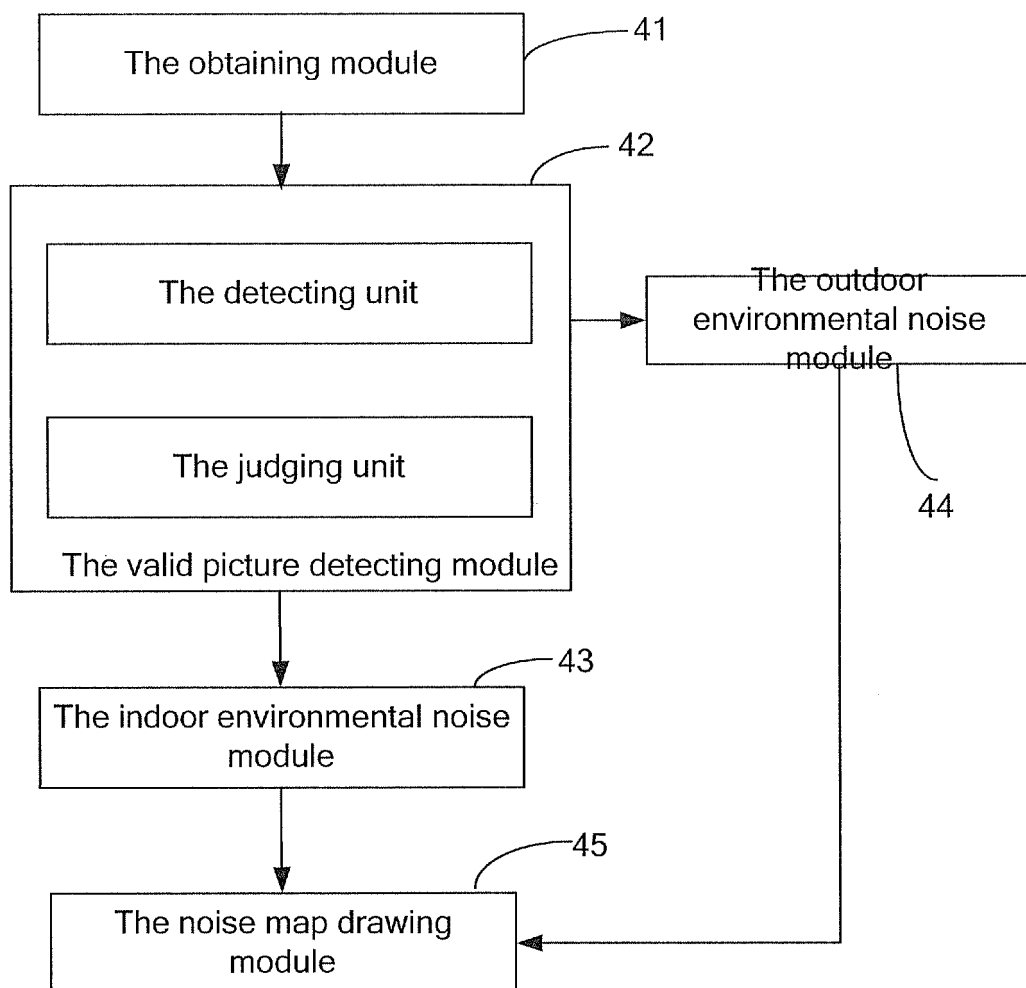 The obtaining module
41
42
The detecting unit
The judging unit
The valid picture detecting module
The outdoor
environmental noise
module
44
43
The indoor environmental noise
module
45
The noise map drawing
module